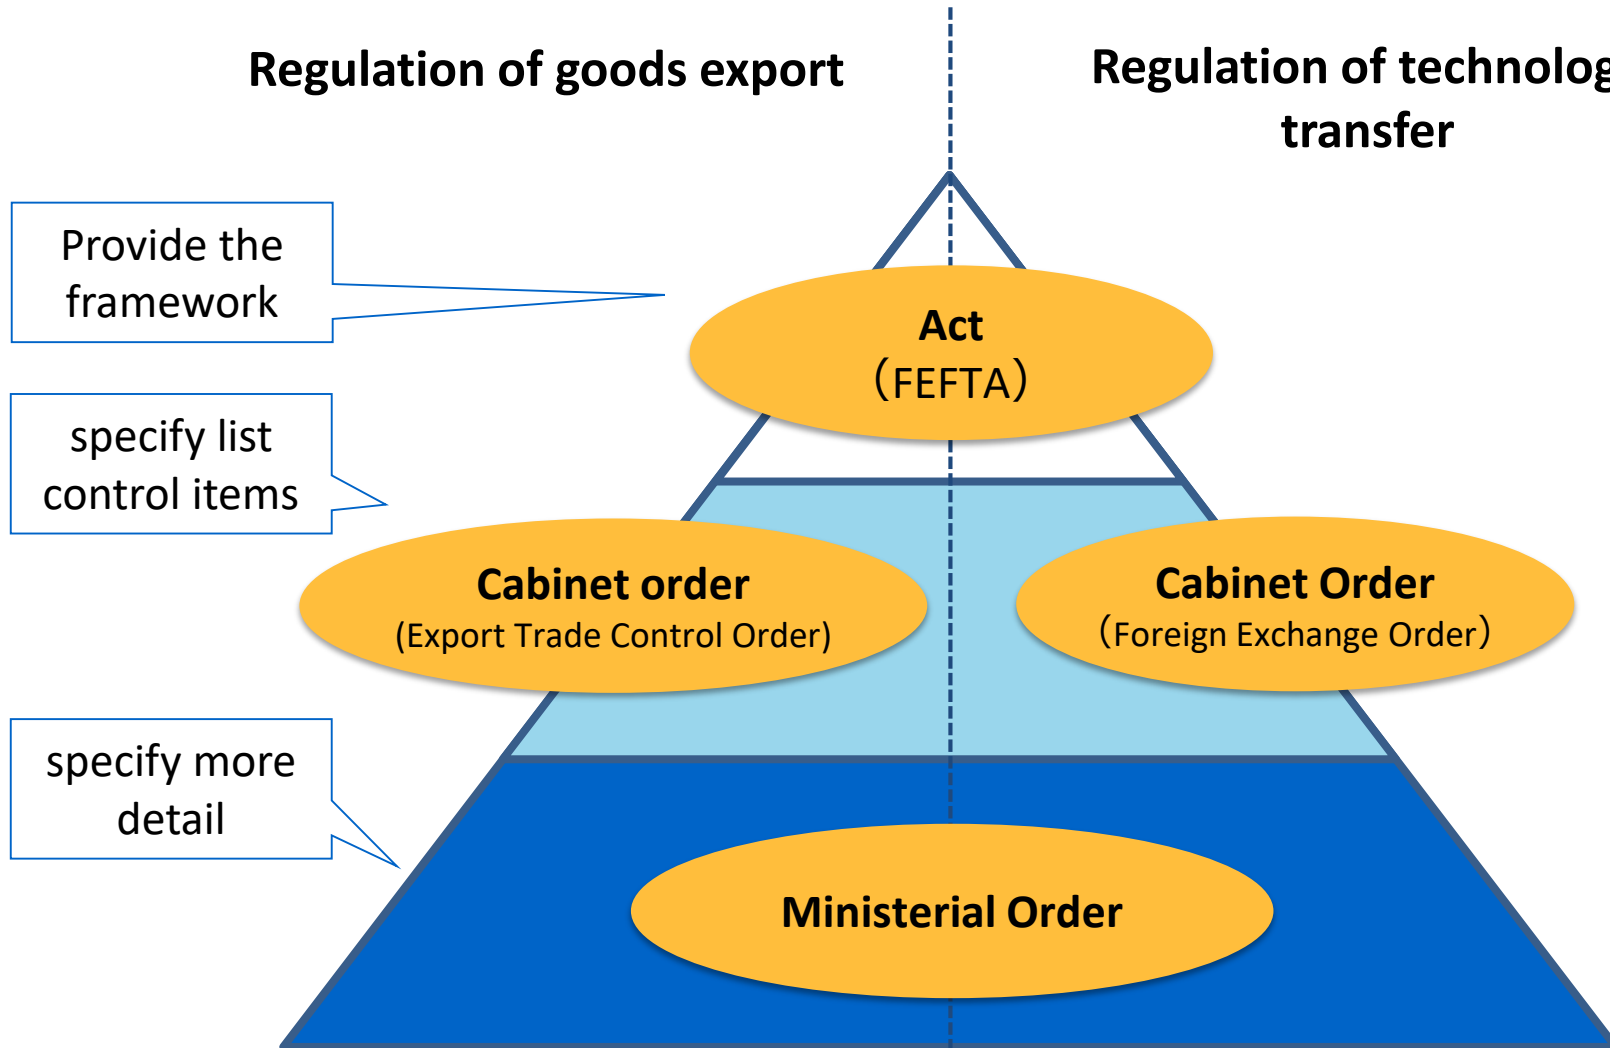 Regulation of goods export
Regulation of technolog
transfer
Provide the
framework
Act
（FEFTA）
specify list
control items
Cabinet order
(Export Trade Control Order)
Cabinet Order
（Foreign Exchange Order）
specify more
detail
Ministerial Order